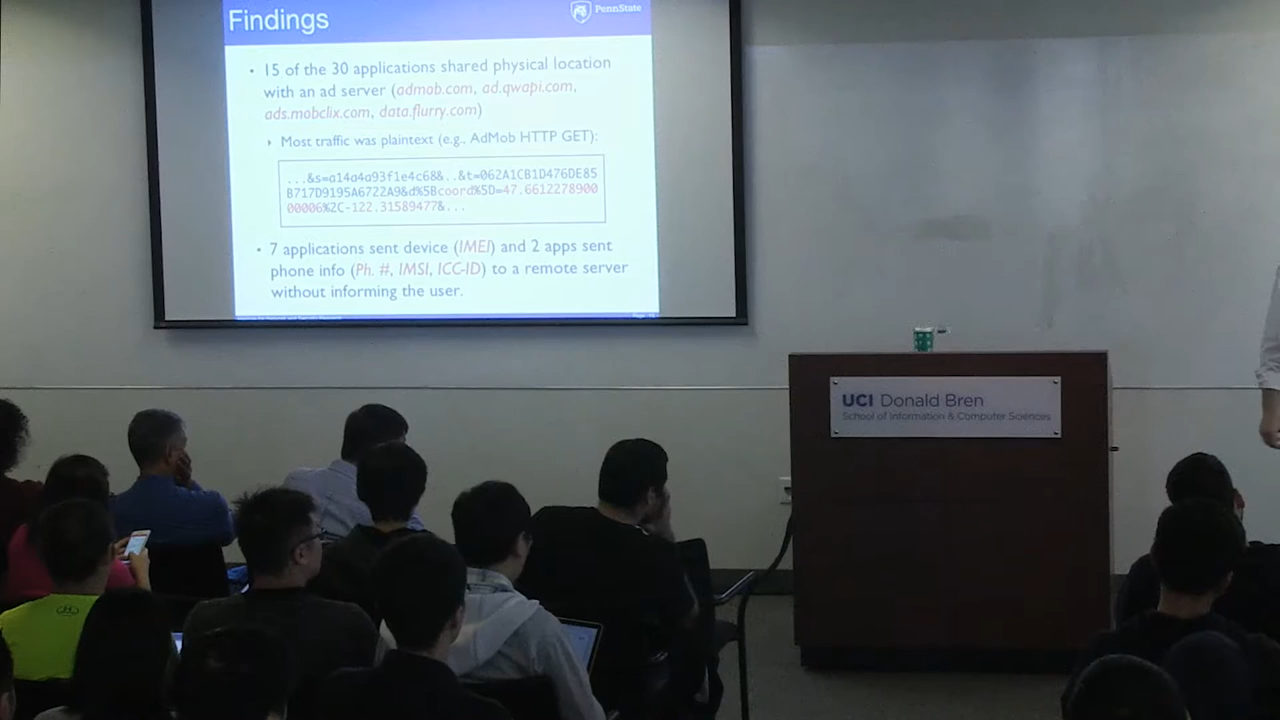 Findings
PennState
• 15 of the 30 applications shared physical location
with an ad server (admob.com, ad.qwapi.com,
ads.mobclix.com, data.flurry.com)
‣ Most traffic was plaintext (e.g., AdMob HTTP GET):
...&s=a14a4a93f1e4c68&..&t=062A1CB1D476DE85
B717D9195A6722A9&d%5Bcoord%5D=47.6612278900
00006%2C-122.31589477&...
• 7 applications sent device (IMEI) and 2 apps sent
phone info (Ph. #, IMSI, ICC-ID) to a remote server
without informing the user.
UCI Donald Bren
School of Information & Computer Sciences